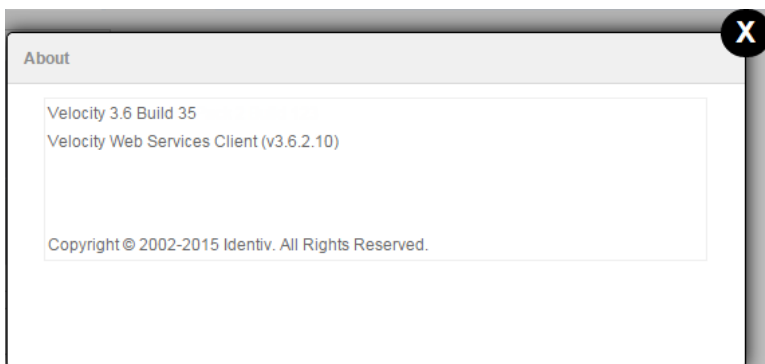 X
About
Velocity 3.6 Build 35
Velocity Web Services Client (v3.6.2.10)
Copyright © 2002-2015 Identiv. All Rights Reserved.